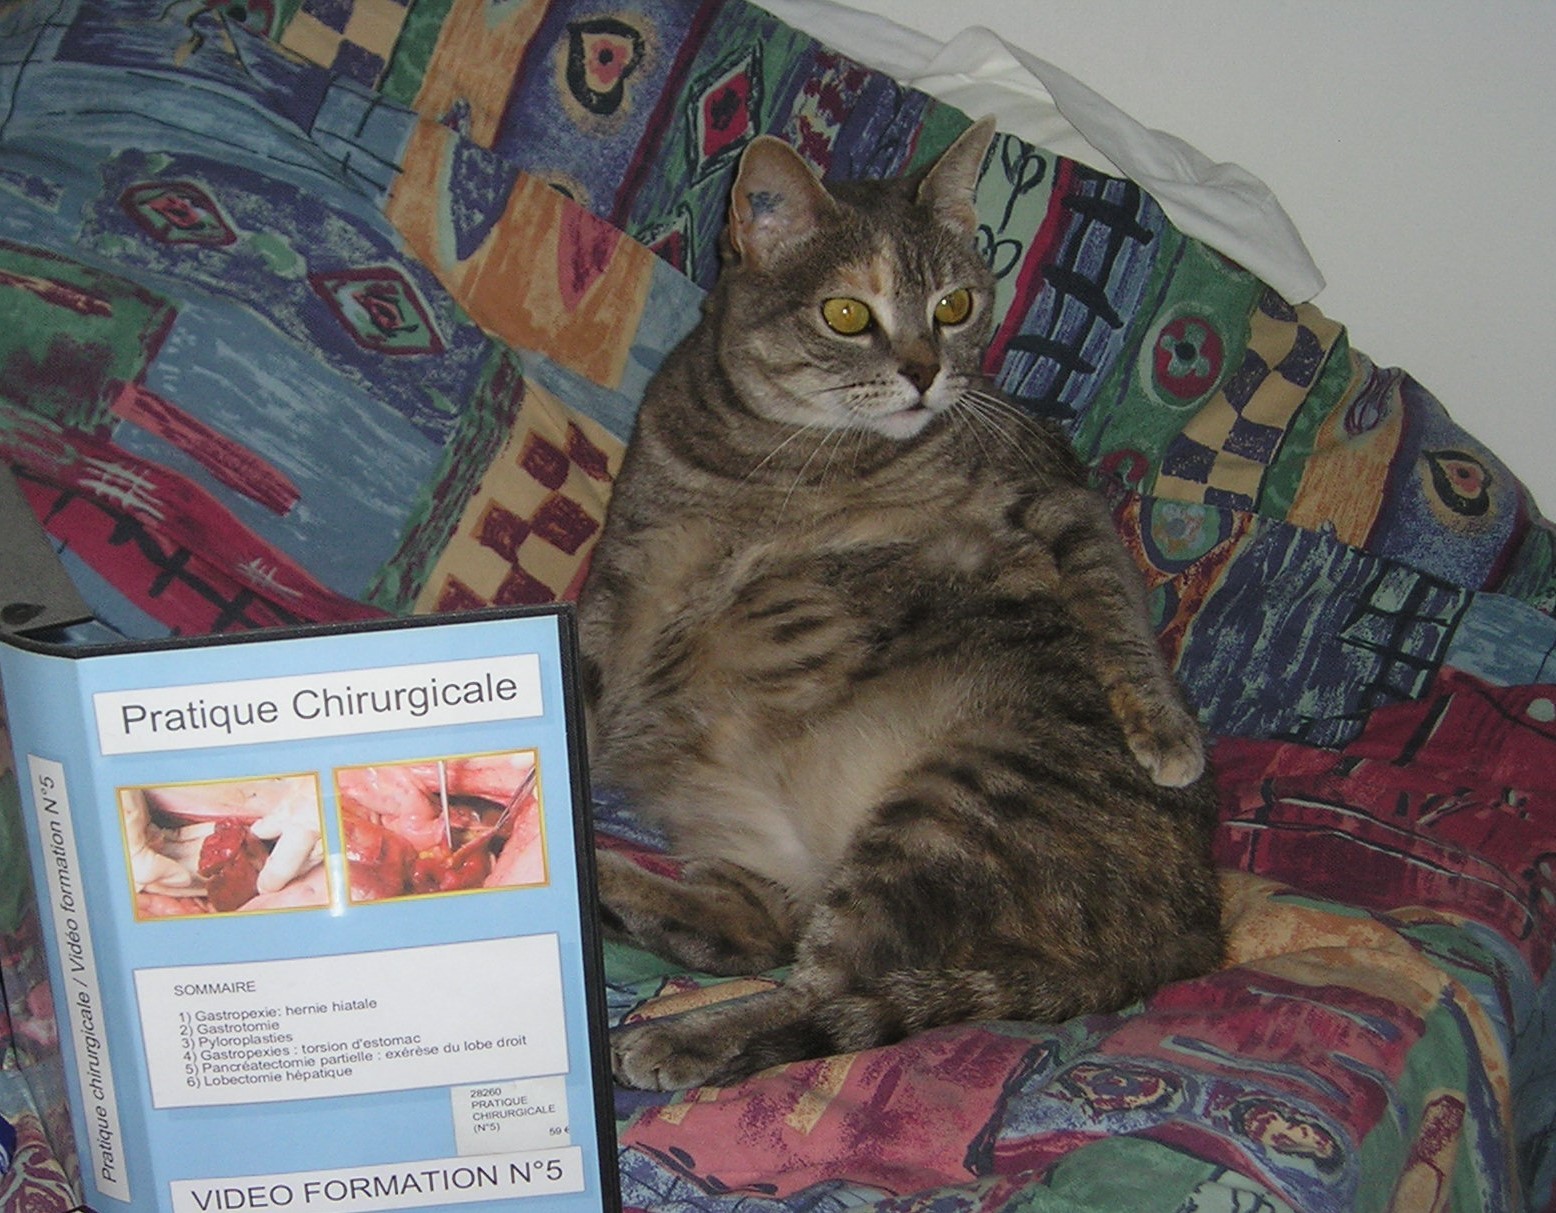 Pratique Chirurgicale
Pratique chirurgicale / Vidéo formation N°5
SOMMAIRE
1) Gastropexie: hernie hiatale
2) Gastrotomie
3) Pyloroplasties
4) Gastropexies : torsion d'estomac
5) Pancréatectomie partielle : exérèse du lobe droit
6) Lobectomie hépatique
28260
PRATIQUE
CHIRURGICALE
(N°5)
59 €
VIDEO FORMATION N°5